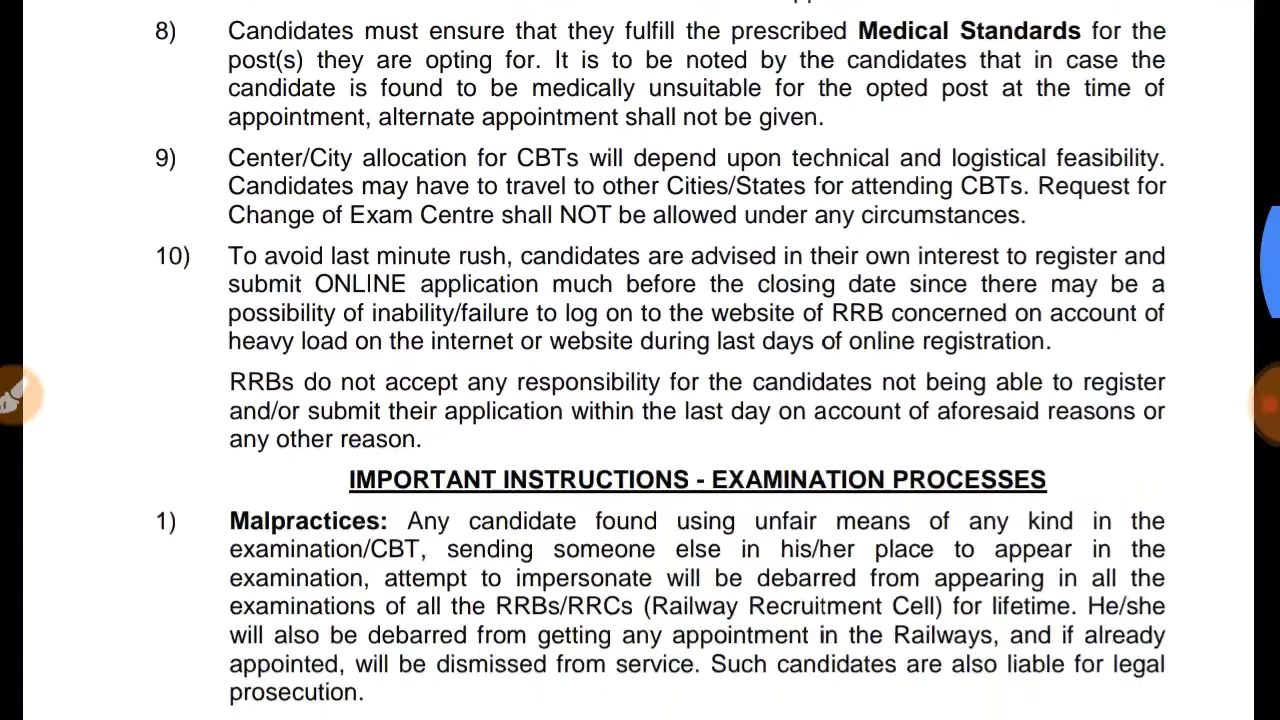 8) Candidates must ensure that they fulfill the prescribed Medical Standards for the
post(s) they are opting for. It is to be noted by the candidates that in case the
candidate is found to be medically unsuitable for the opted post at the time of
appointment, alternate appointment shall not be given.
9) Center/City allocation for CBTs will depend upon technical and logistical feasibility.
Candidates may have to travel to other Cities/States for attending CBTs. Request for
Change of Exam Centre shall NOT be allowed under any circumstances.
10) To avoid last minute rush, candidates are advised in their own interest to register and
submit ONLINE application much before the closing date since there may be a
possibility of inability/failure to log on to the website of RRB concerned on account of
heavy load on the internet or website during last days of online registration.
RRBs do not accept any responsibility for the candidates not being able to register
and/or submit their application within the last day on account of aforesaid reasons or
any other reason.
IMPORTANT INSTRUCTIONS - EXAMINATION PROCESSES
1) Malpractices: Any candidate found using unfair means of any kind in the
examination/CBT, sending someone else in his/her place to appear in the
examination, attempt to impersonate will be debarred from appearing in all the
examinations of all the RRBs/RRCs (Railway Recruitment Cell) for lifetime. He/she
will also be debarred from getting any appointment in the Railways, and if already
appointed, will be dismissed from service. Such candidates are also liable for legal
prosecution.